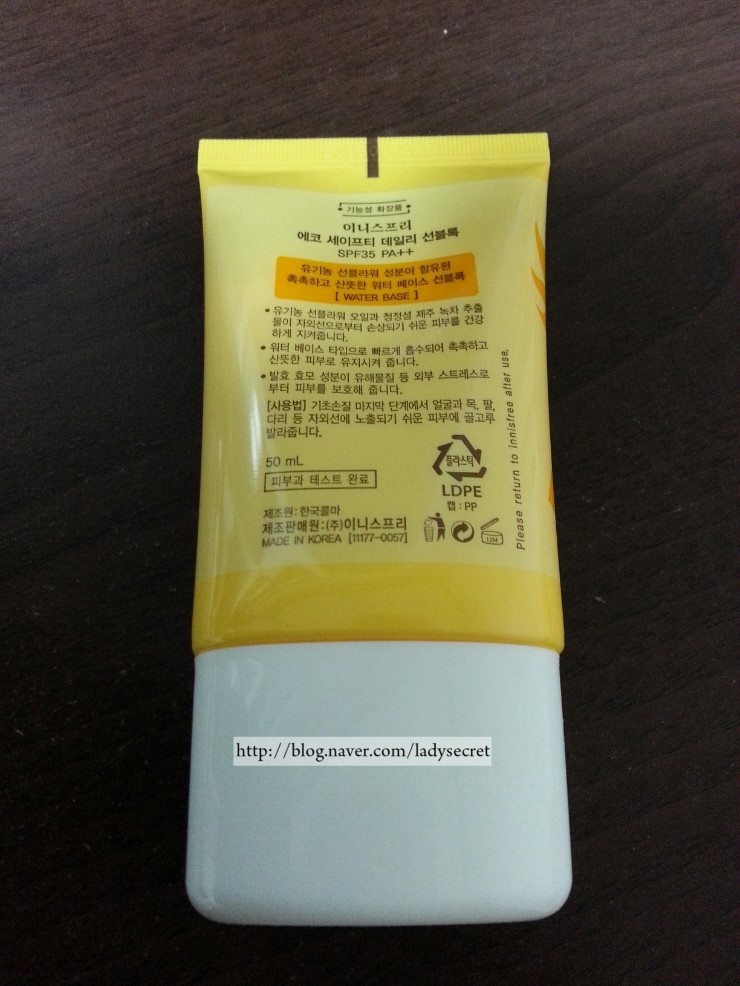 기능성 화장품
이니스프리
에코 세이프티 데일리 선블록
SPF35 PA++
유기농 선플라워 성분이 함유된
촉촉하고 산뜻한 워터 베이스 선블록
[ WATER BASE ]
• 유기농 선플라워 오일과 청정섬 제주 녹차 추출
물이 자외선으로부터 손상되기 쉬운 피부를 건강
하게 지켜줍니다.
• 워터 베이스 타입으로 빠르게 흡수되어 촉촉하고
산뜻한 피부로 유지시켜 줍니다.
• 발효 효모 성분이 유해물질 등 외부 스트레스로
부터 피부를 보호해 줍니다.
[사용법] 기초손질 마지막 단계에서 얼굴과 목, 팔,
다리 등 자외선에 노출되기 쉬운 피부에 골고루
발라줍니다.
50 mL
피부과 테스트 완료
플라스틱
LDPE
캡 : PP
제조원 : 한국콜마
제조판매원 : (주)이니스프리
MADE IN KOREA [11177-0057]
12M
Please return to innisfree after use.
http://blog.naver.com/ladysecret